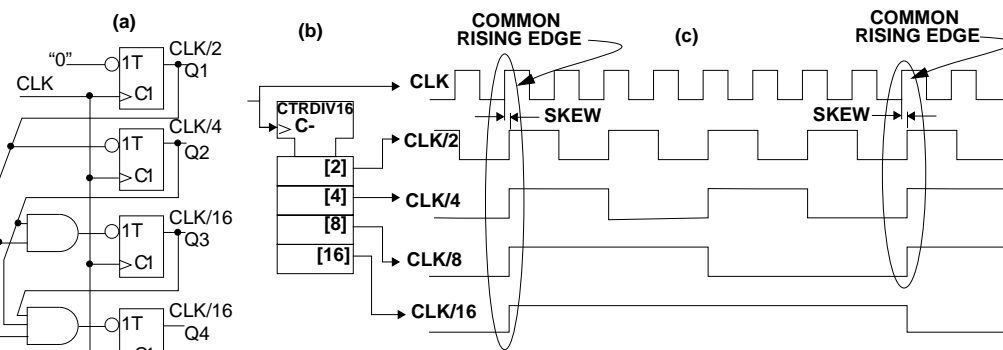 (a)
"0"
1T
CLK/2
Q1
CLK
C1
CLK/4
1T
Q2
C1
CLK/16
1T
Q3
C1
CLK/16
1T
Q4
C1
(b)
CTRDIV16
C-
[2]
[4]
[8]
[16]
(c)
COMMON
RISING EDGE
COMMON
RISING EDGE
CLK
SKEW
SKEW
CLK/2
CLK/4
CLK/8
CLK/16